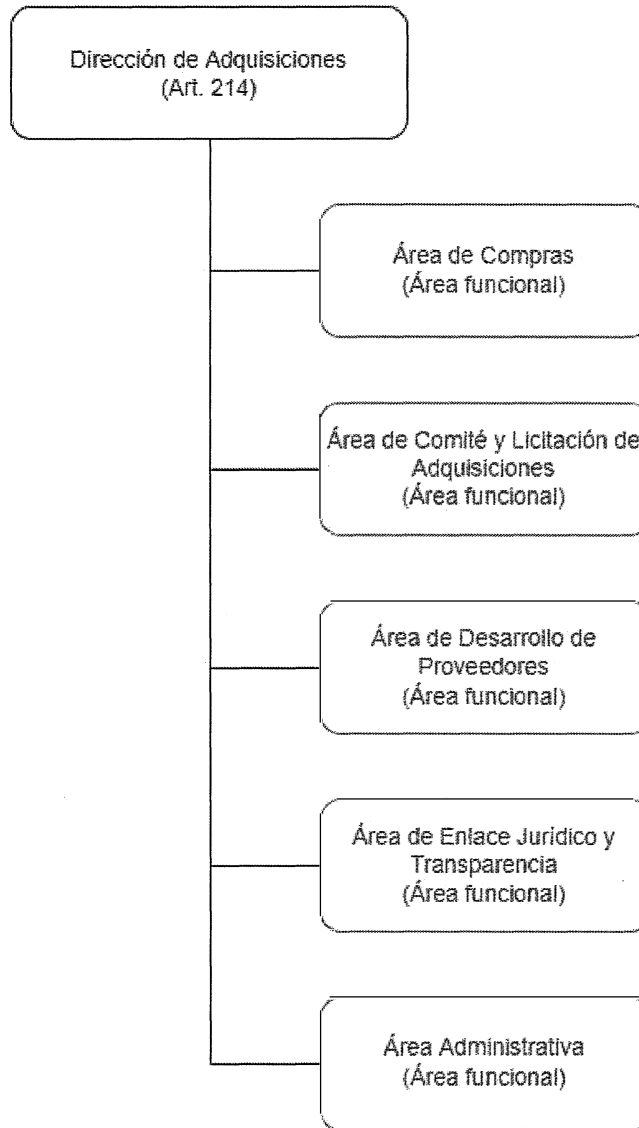 Dirección de Adquisiciones
(Art. 214)
Área de Compras
(Área funcional)
Área de Comité y Licitación de
Adquisiciones
(Área funcional)
Área de Desarrollo de
Proveedores
(Área funcional)
Área de Enlace Juridico y
Transparencia
(Área funcional)
Área Administrativa
(Área funcional)